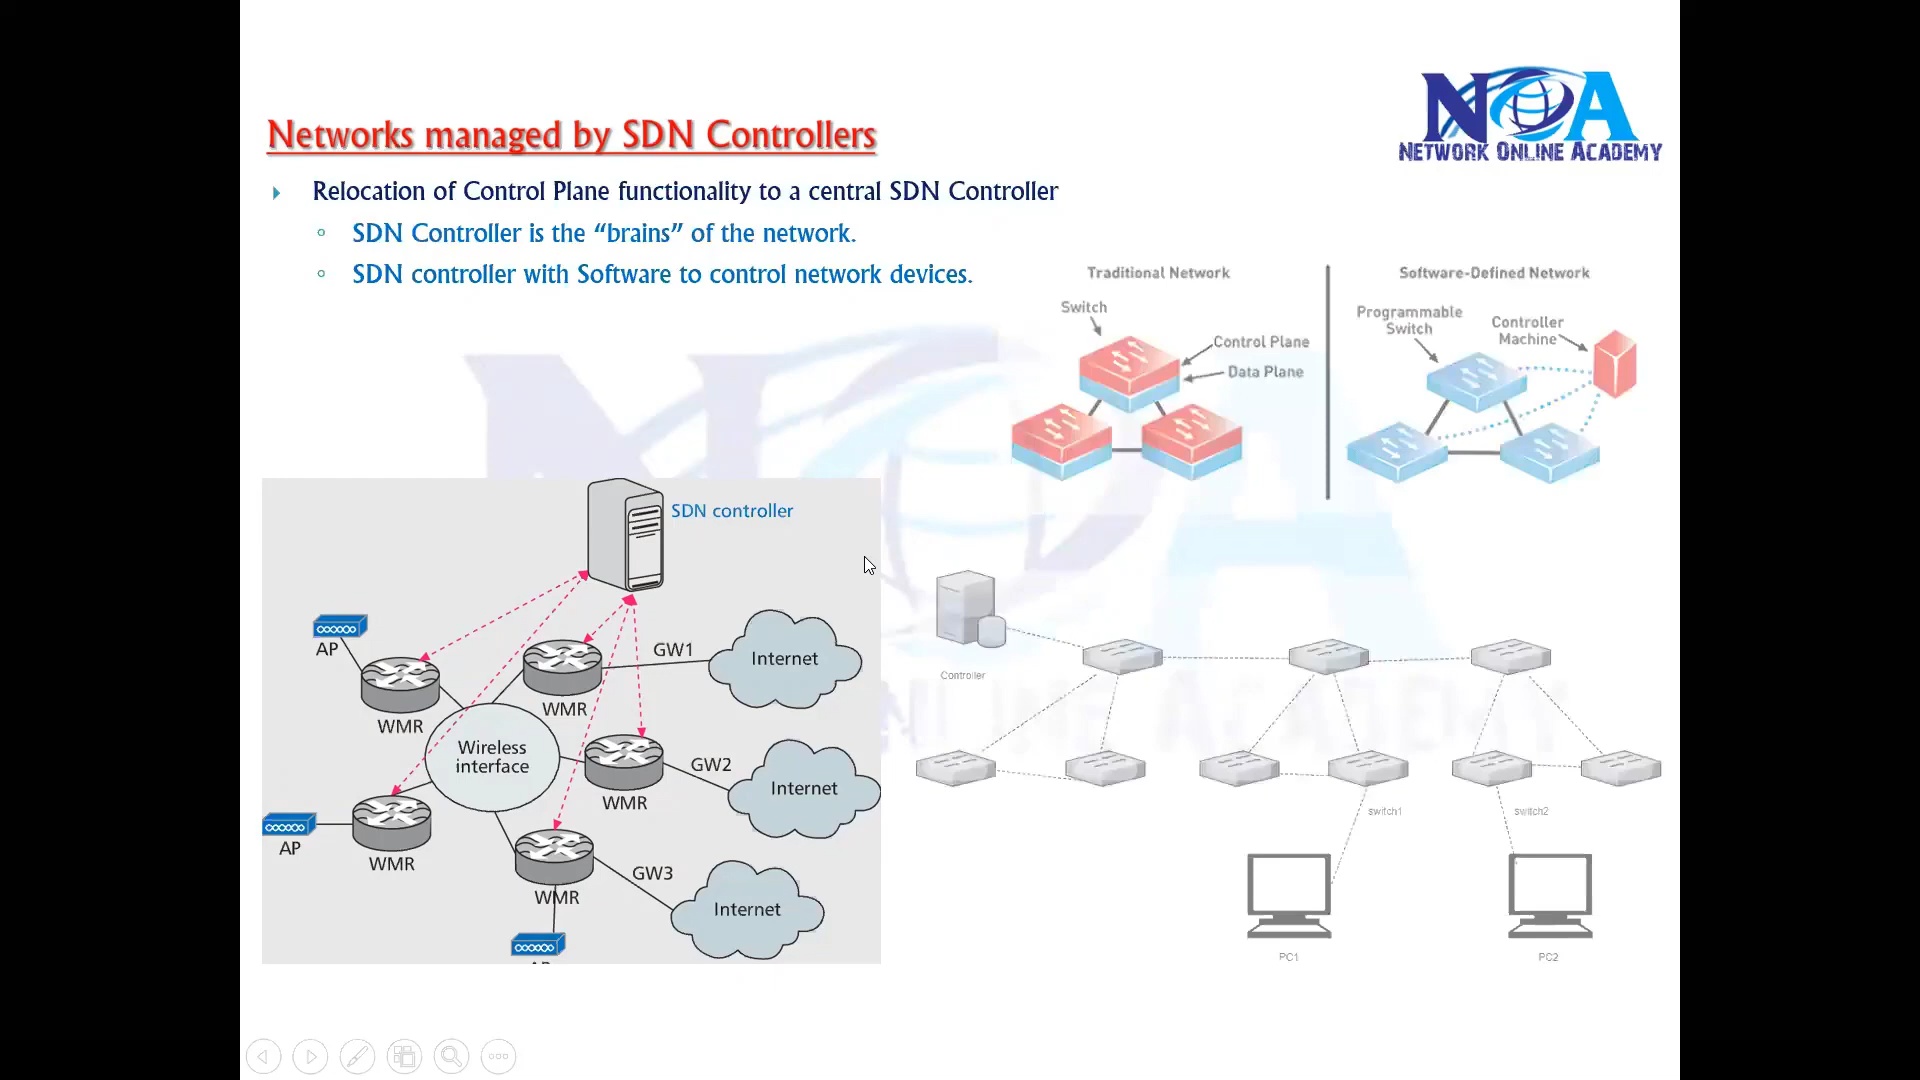 NOA
NETWORK ONLINE ACADEMY
Networks managed by SDN Controllers
Relocation of Control Plane functionality to a central SDN Controller
SDN Controller is the “brains” of the network.
SDN controller with Software to control network devices.
Traditional Network
Software-Defined Network
Switch
Control Plane
Data Plane
Programmable
Switch
Controller
Machine
SDN controller
AP
WMR
WMR
GW1
Internet
Wireless
interface
WMR
GW2
Internet
AP
WMR
WMR
GW3
Internet
Controller
switch1
switch2
PC1
PC2